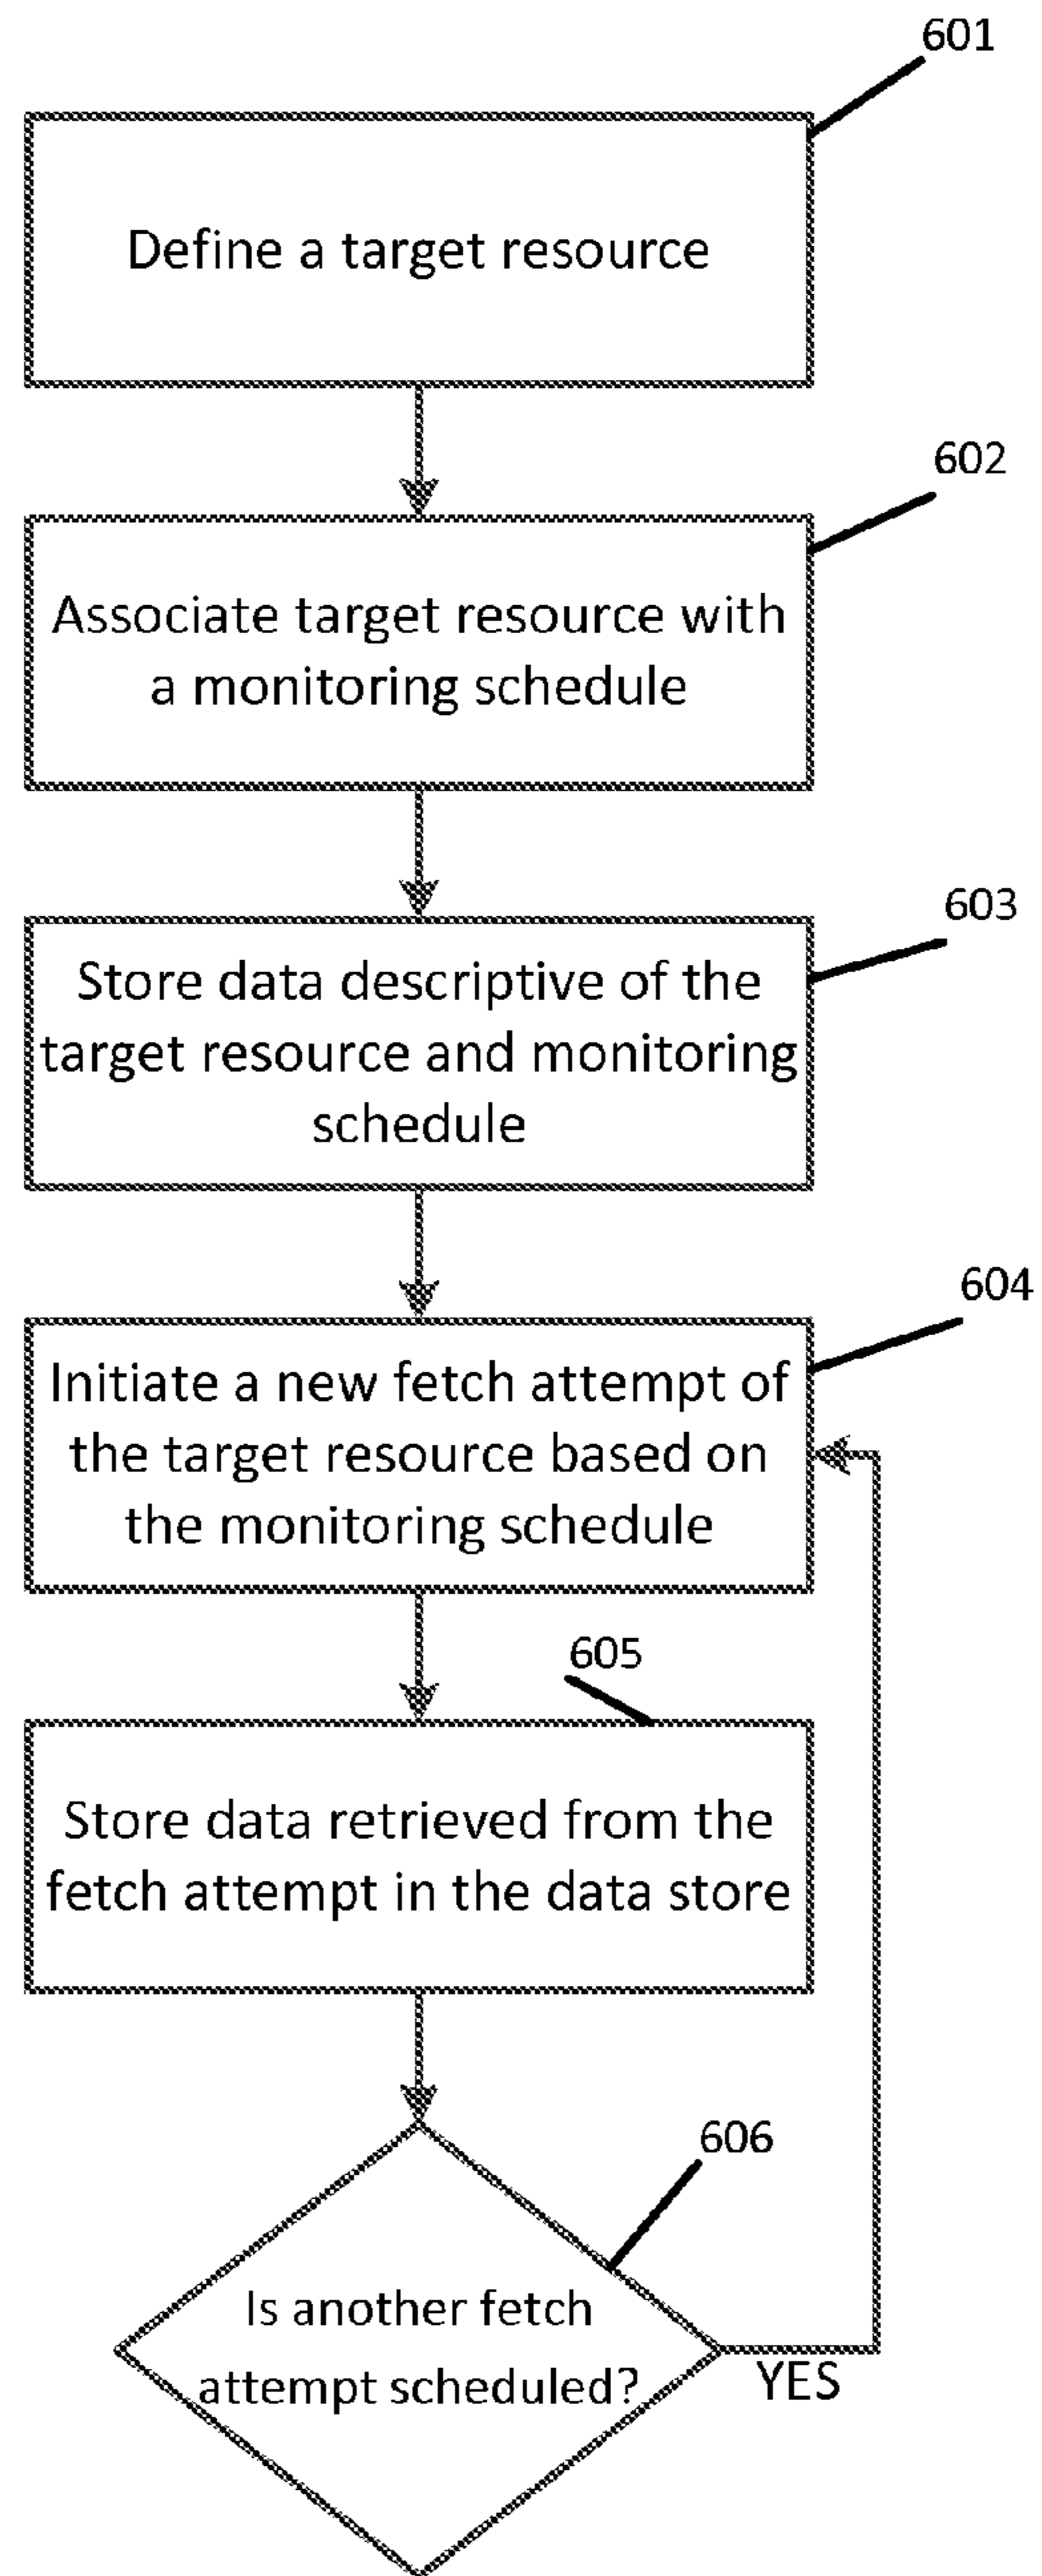 601
Define a target resource
602
Associate target resource with
a monitoring schedule
603
Store data descriptive of the
target resource and monitoring
schedule
604
Initiate a new fetch attempt of
the target resource based on
the monitoring schedule
605
Store data retrieved from the
fetch attempt in the data store
606
Is another fetch
attempt scheduled?
YES